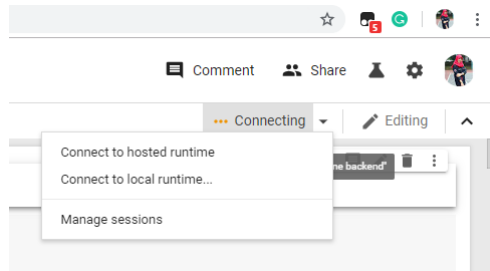 5
Comment Share
Connecting Editing
Connect to hosted runtime
ne backend"
Connect to local runtime...
Manage sessions